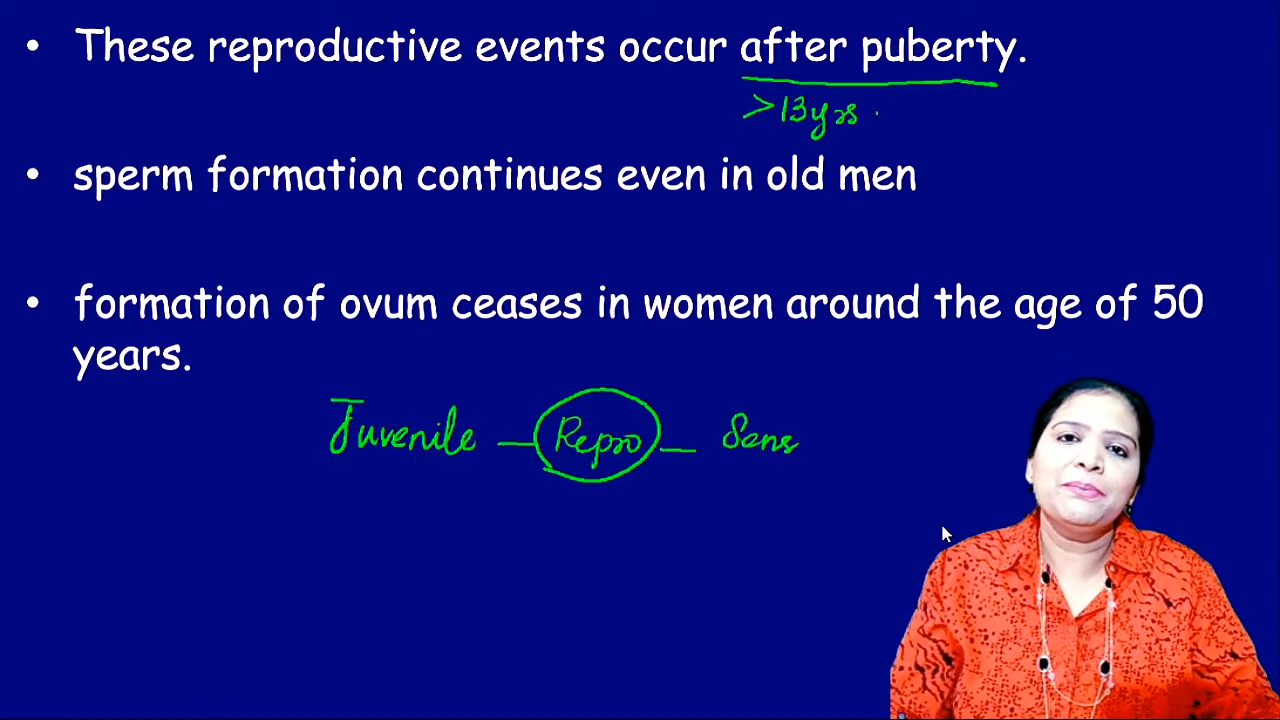 • These reproductive events occur after puberty.
>13yrs.
• sperm formation continues even in old men
• formation of ovum ceases in women around the age of 50
years.
Juvenile — Repro — Sens